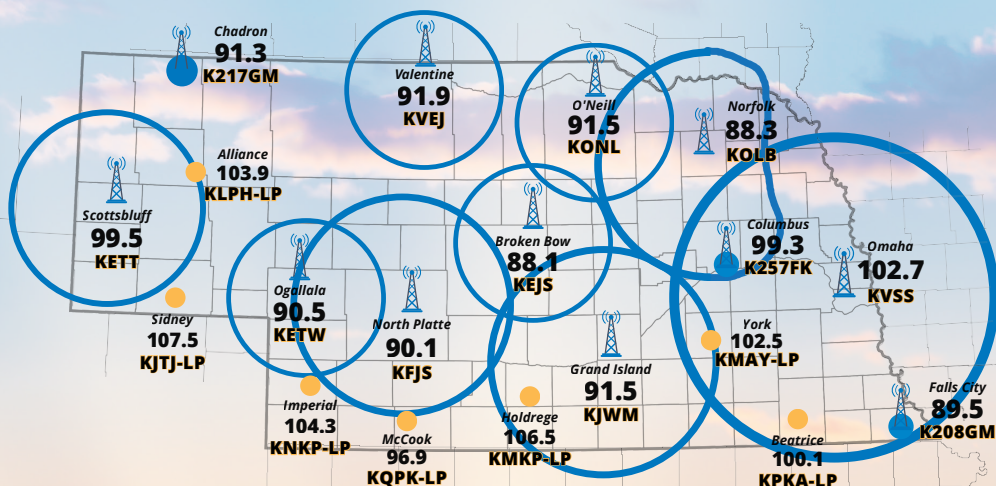 Chadron
91.3
K217GM
Valentine
91.9
KVEJ
O'Neill
91.5
KONL
Norfolk
88.3
KOLB
Alliance
103.9
KLPH-LP
Scottsbluff
99.5
KETT
Broken Bow
88.1
KEJS
Columbus
99.3
K257FK
Omaha
102.7
KVSS
Ogallala
90.5
KETW
Sidney
107.5
KJTJ-LP
North Platte
90.1
KFJS
Grand Island
91.5
KJWM
York
102.5
KMAY-LP
Imperial
104.3
KNKP-LP
McCook
96.9
KQPK-LP
Holdrege
106.5
KMKP-LP
Beatrice
100.1
KPKA-LP
Falls City
89.5
K208GM